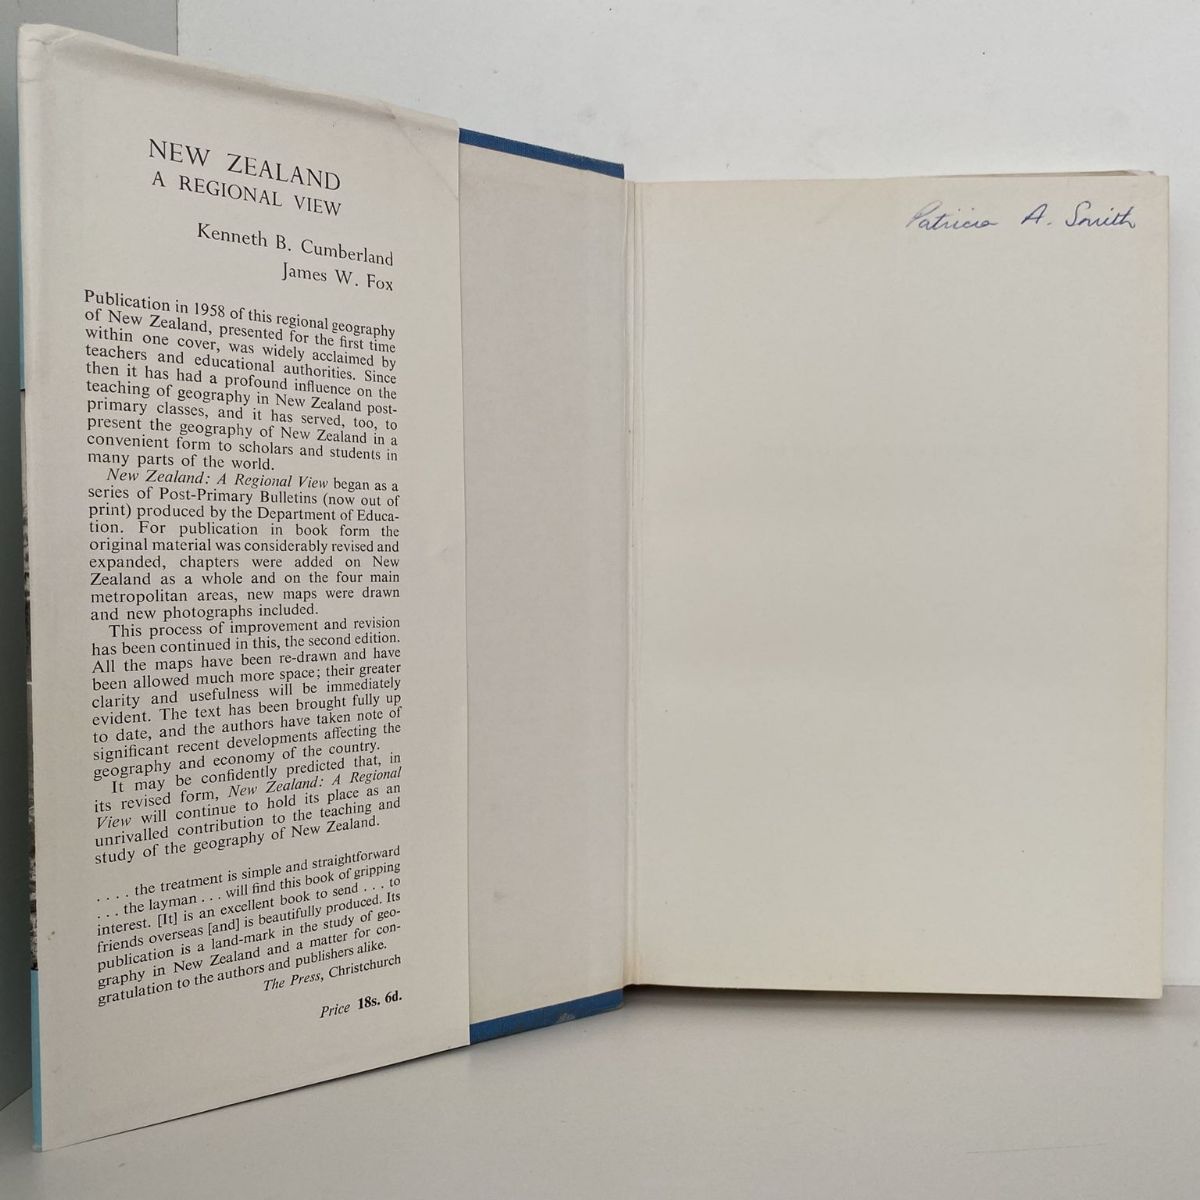 NEW ZEALAND
A REGIONAL VIEW
Kenneth B. Cumberland
James W. Fox
Publication in 1958 of this regional geography
of New Zealand, presented for the first time
within one cover, was widely acclaimed by
teachers and educational authorities. Since
then it has had a profound influence on the
teaching of geography in New Zealand post-
primary classes, and it has served, too, to
present the geography of New Zealand in a
convenient form to scholars and students in
many parts of the world.
New Zealand: A Regional View began as a
series of Post-Primary Bulletins (now out of
print) produced by the Department of Educa-
tion. For publication in book form the
original material was considerably revised and
expanded, chapters were added on New
Zealand as a whole and on the four main
metropolitan areas, new maps were drawn
and new photographs included.
This process of improvement and revision
has been continued in this, the second edition.
All the maps have been re-drawn and have
been allowed much more space; their greater
clarity and usefulness will be immediately
evident. The text has been brought fully up
to date, and the authors have taken note of
significant recent developments affecting the
geography and economy of the country.
It may be confidently predicted that, in
its revised form, New Zealand: A Regional
View will continue to hold its place as an
unrivalled contribution to the teaching and
study of the geography of New Zealand.
. . . . the treatment is simple and straightforward
. . . the layman . . . will find this book of gripping
interest. [It] is an excellent book to send . . . to
friends overseas [and] is beautifully produced. Its
publication is a land-mark in the study of geo-
graphy in New Zealand and a matter for con-
gratulation to the authors and publishers alike.
The Press, Christchurch
Price 18s. 6d.
Patricia A. Smith